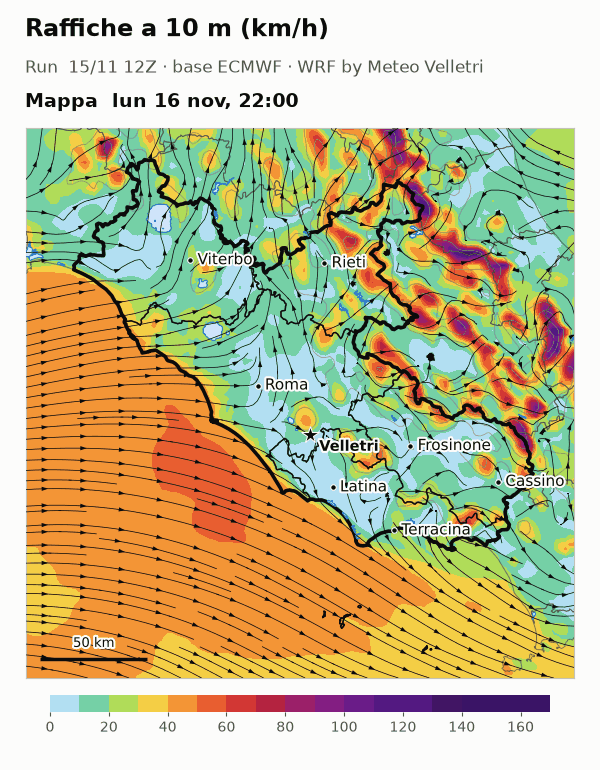 Raffiche a 10 m (km/h)
Run 15/11 12Z · base ECMWF · WRF by Meteo Velletri
Mappa lun 16 nov, 22:00
Viterbo
Rieti
Roma
Velletri
Frosinone
Latina
Cassino
Terracina
50 km
0 20 40 60 80 100 120 140 160